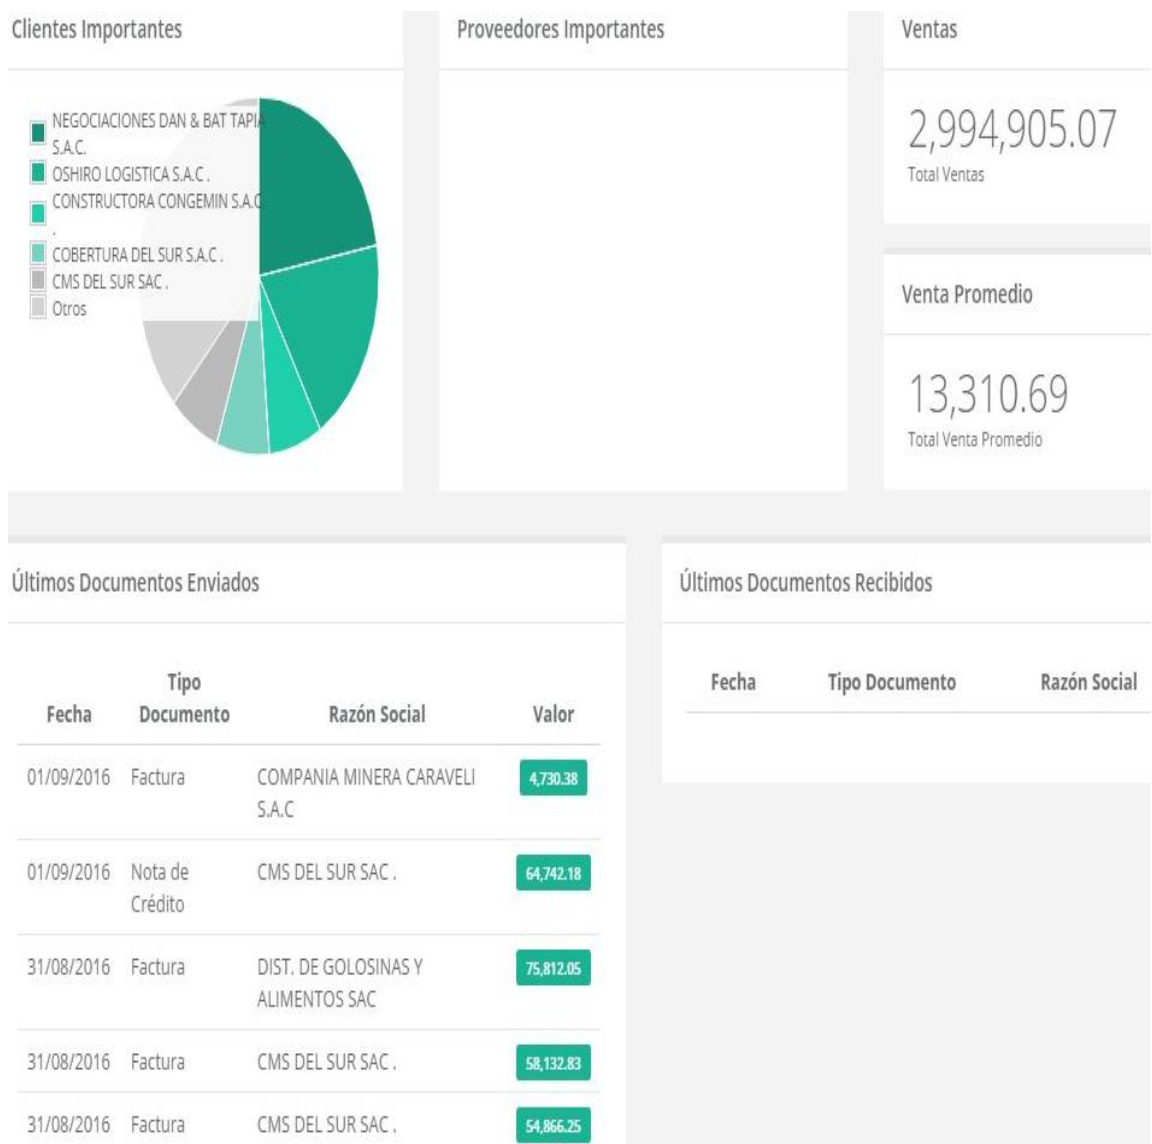 Clientes Importantes
NEGOCIACIONES DAN & BAT TAPIA
S.A.C.
OSHIRO LOGISTICA S.A.C .
CONSTRUCTORA CONGEMIN S.A.C
.
COBERTURA DEL SUR S.A.C .
CMS DEL SUR SAC .
Otros
Proveedores Importantes
Ventas
2,994,905.07
Total Ventas
Venta Promedio
13,310.69
Total Venta Promedio
Últimos Documentos Enviados
Fecha Tipo Documento Razón Social Valor
01/09/2016 Factura COMPANIA MINERA CARAVELI S.A.C 4,730.38
01/09/2016 Nota de Crédito CMS DEL SUR SAC . 64,742.18
31/08/2016 Factura DIST. DE GOLOSINAS Y ALIMENTOS SAC 75,812.05
31/08/2016 Factura CMS DEL SUR SAC . 58,132.83
31/08/2016 Factura CMS DEL SUR SAC . 54,866.25
Últimos Documentos Recibidos
Fecha Tipo Documento Razón Social